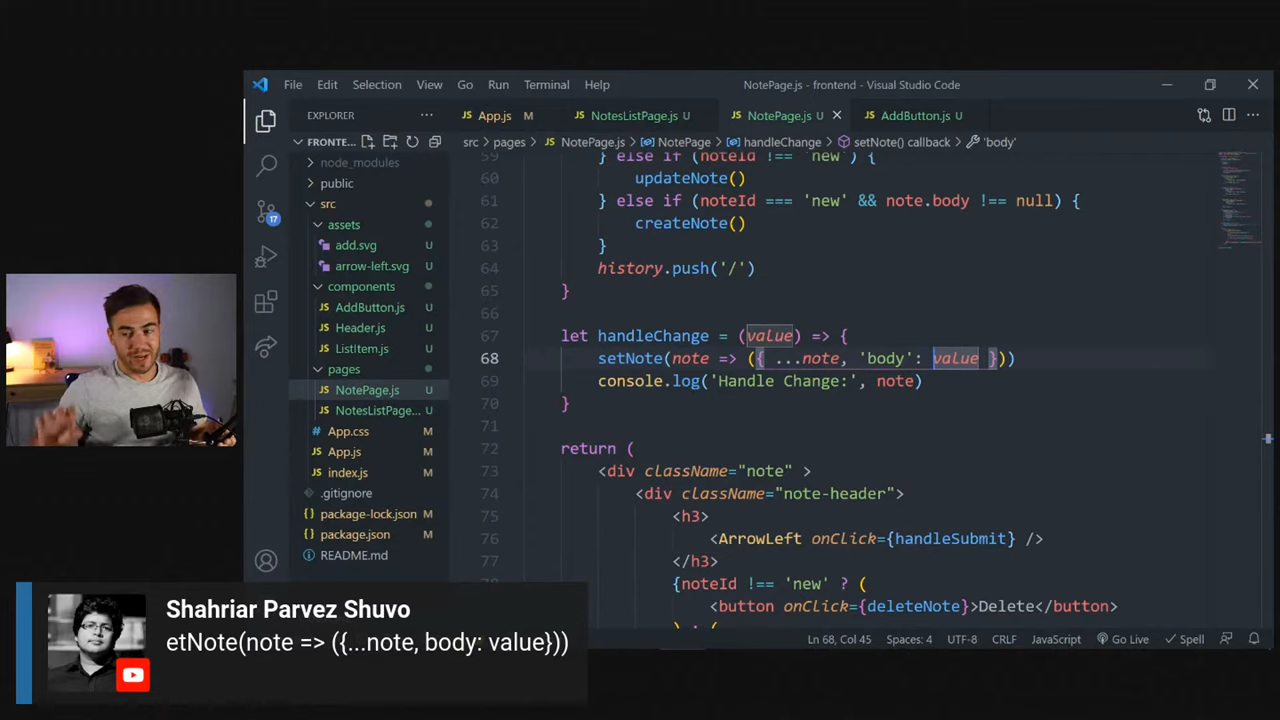 File Edit Selection View Go Run Terminal Help NotePage.js - frontend - Visual Studio Code
EXPLORER
App.js M NotesListPage.js U NotePage.js U AddButton.js U
FRONTE...
src > pages > NotePage.js > NotePage > handleChange > setNote() callback > 'body'
node_modules
public
src
assets
add.svg U
arrow-left.svg U
components
AddButton.js U
Header.js U
ListItem.js U
pages
NotePage.js U
NotesListPage... U
App.css M
App.js M
index.js M
.gitignore
package-lock.json M
package.json M
README.md
17
59 } else if (noteId !== 'new') {
60 updateNote()
61 } else if (noteId === 'new' && note.body !== null) {
62 createNote()
63 }
64 history.push('/')
65 }
66
67 let handleChange = (value) => {
68 setNote(note => ({ ...note, 'body': value }))
69 console.log('Handle Change:', note)
70 }
71
72 return (
73 <div className="note" >
74 <div className="note-header">
75 <h3>
76 <ArrowLeft onClick={handleSubmit} />
77 </h3>
78 {noteId !== 'new' ? (
<button onClick={deleteNote}>Delete</button>
) : (
Ln 68, Col 45 Spaces: 4 UTF-8 CRLF JavaScript Go Live Spell
Shahriar Parvez Shuvo
etNote(note => ({...note, body: value}))